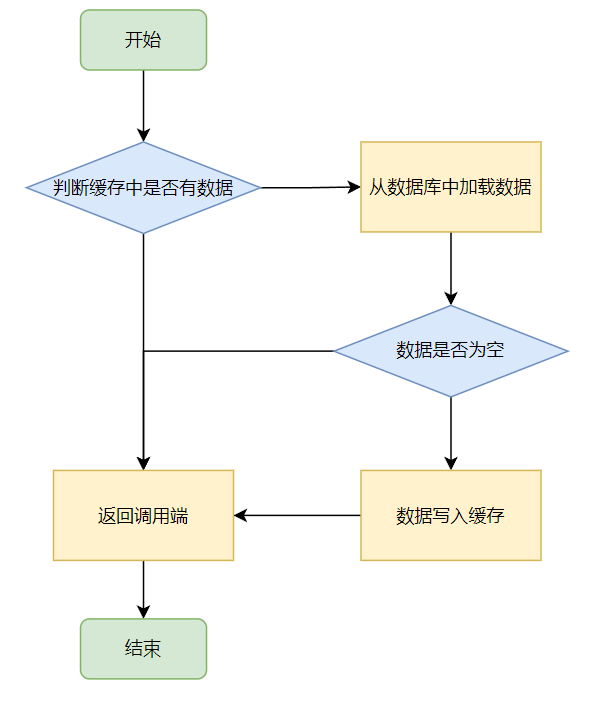 开始
判断缓存中是否有数据
从数据库中加载数据
数据是否为空
返回调用端
数据写入缓存
结束